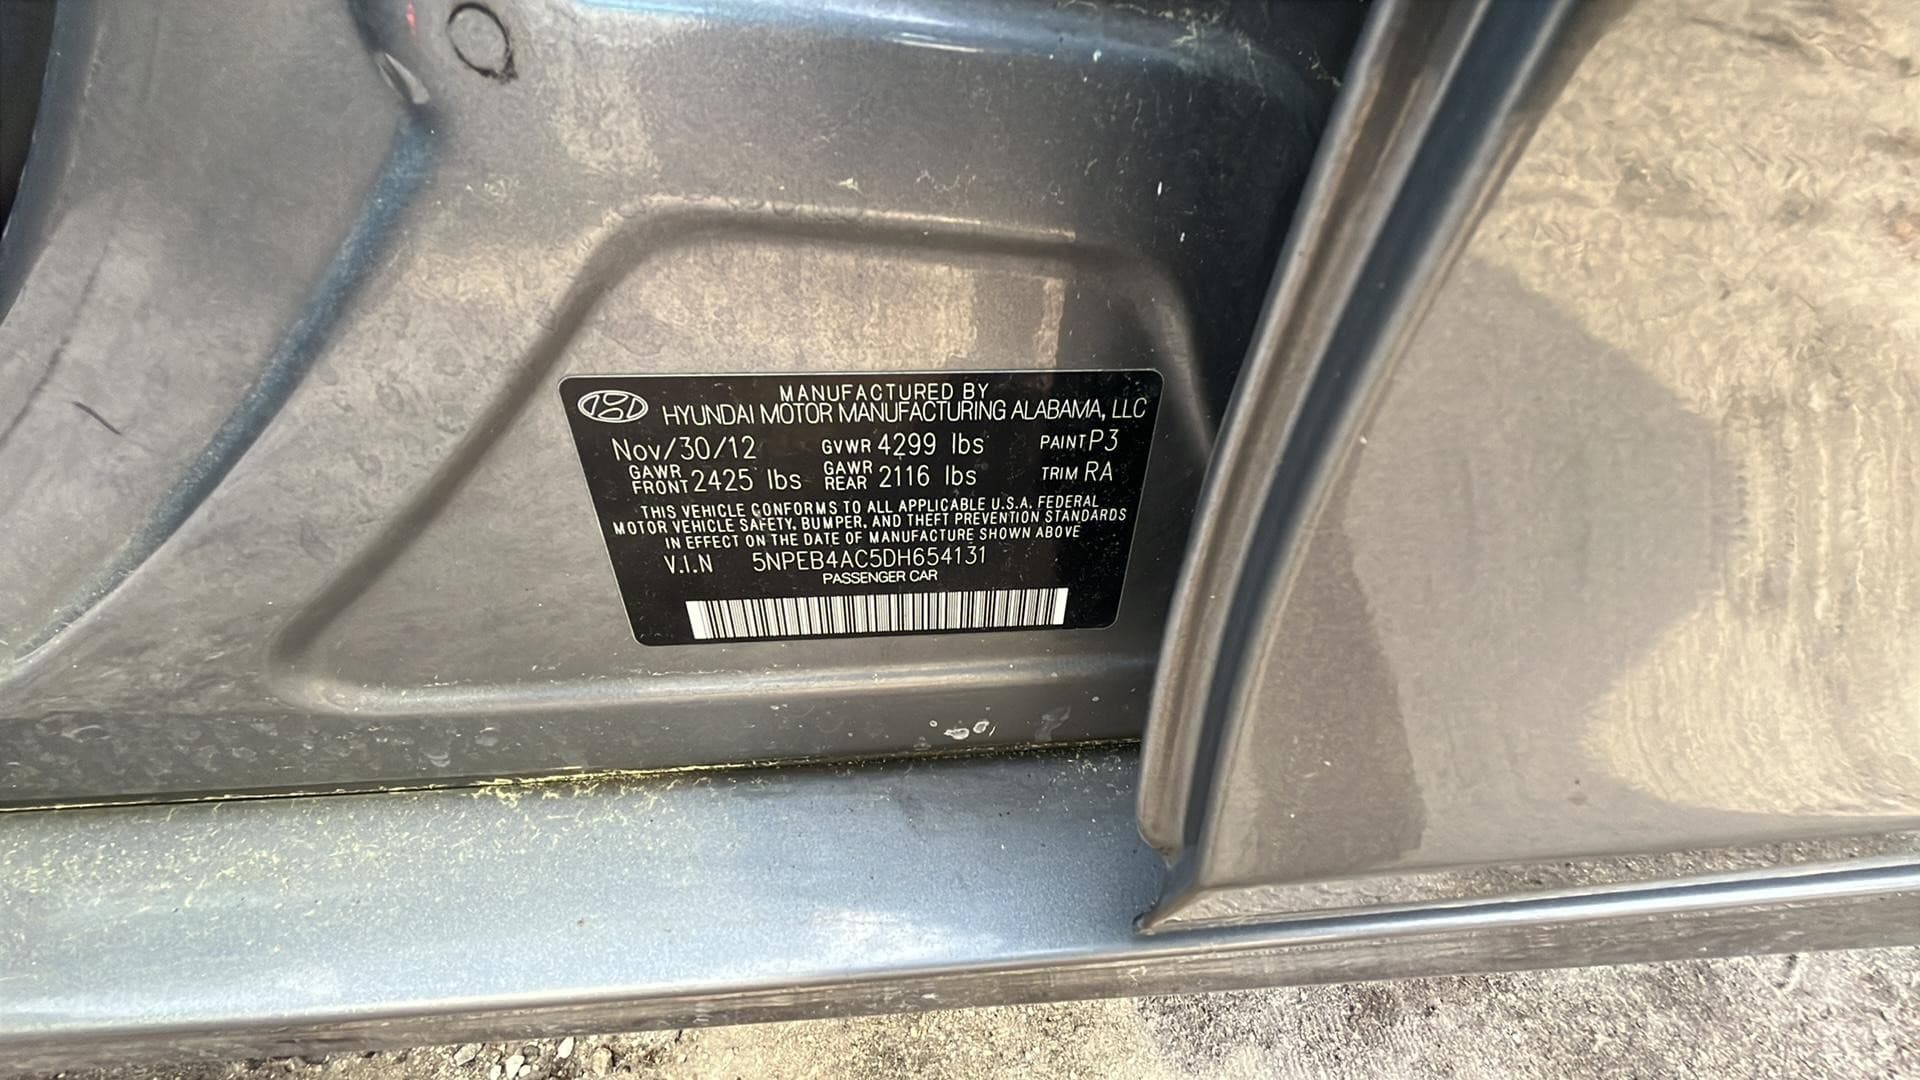 MANUFACTURED BY
HYUNDAI MOTOR MANUFACTURING ALABAMA, LLC
Nov/30/12 GVWR 4299 lbs PAINT P3
GAWR FRONT 2425 lbs GAWR REAR 2116 lbs TRIM RA
THIS VEHICLE CONFORMS TO ALL APPLICABLE U.S.A. FEDERAL
MOTOR VEHICLE SAFETY, BUMPER, AND THEFT PREVENTION STANDARDS
IN EFFECT ON THE DATE OF MANUFACTURE SHOWN ABOVE
V.I.N 5NPEB4AC5DH654131
PASSENGER CAR